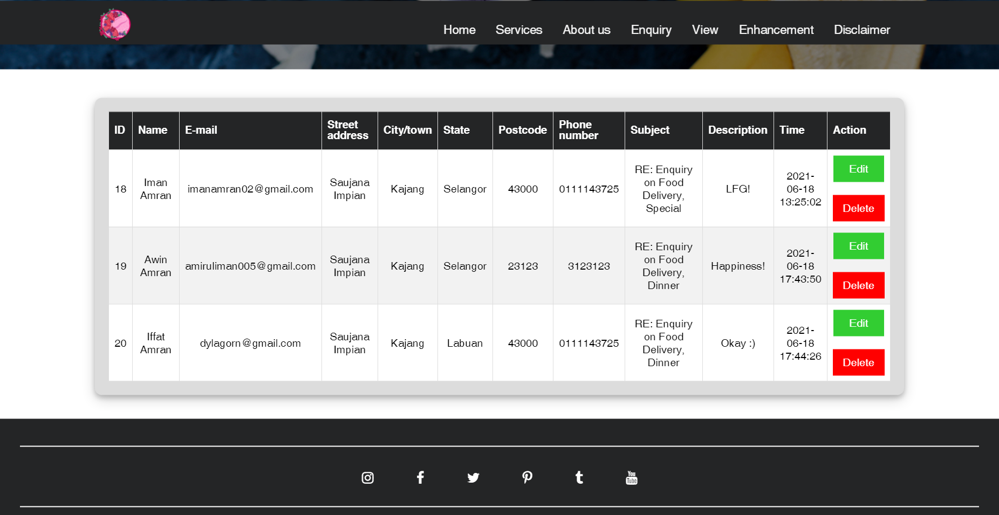 Home Services About us Enquiry View Enhancement Disclaimer
ID Name E-mail Street address City/town State Postcode Phone number Subject Description Time Action
18 Iman Amran imanamran02@gmail.com Saujana Impian Kajang Selangor 43000 0111143725 RE: Enquiry on Food Delivery, Special LFG! 2021-06-18 13:25:02 Edit Delete
19 Awin Amran amiruliman005@gmail.com Saujana Impian Kajang Selangor 23123 3123123 RE: Enquiry on Food Delivery, Dinner Happiness! 2021-06-18 17:43:50 Edit Delete
20 Iffat Amran dylagorn@gmail.com Saujana Impian Kajang Labuan 43000 0111143725 RE: Enquiry on Food Delivery, Dinner Okay :) 2021-06-18 17:44:26 Edit Delete
You
Tube